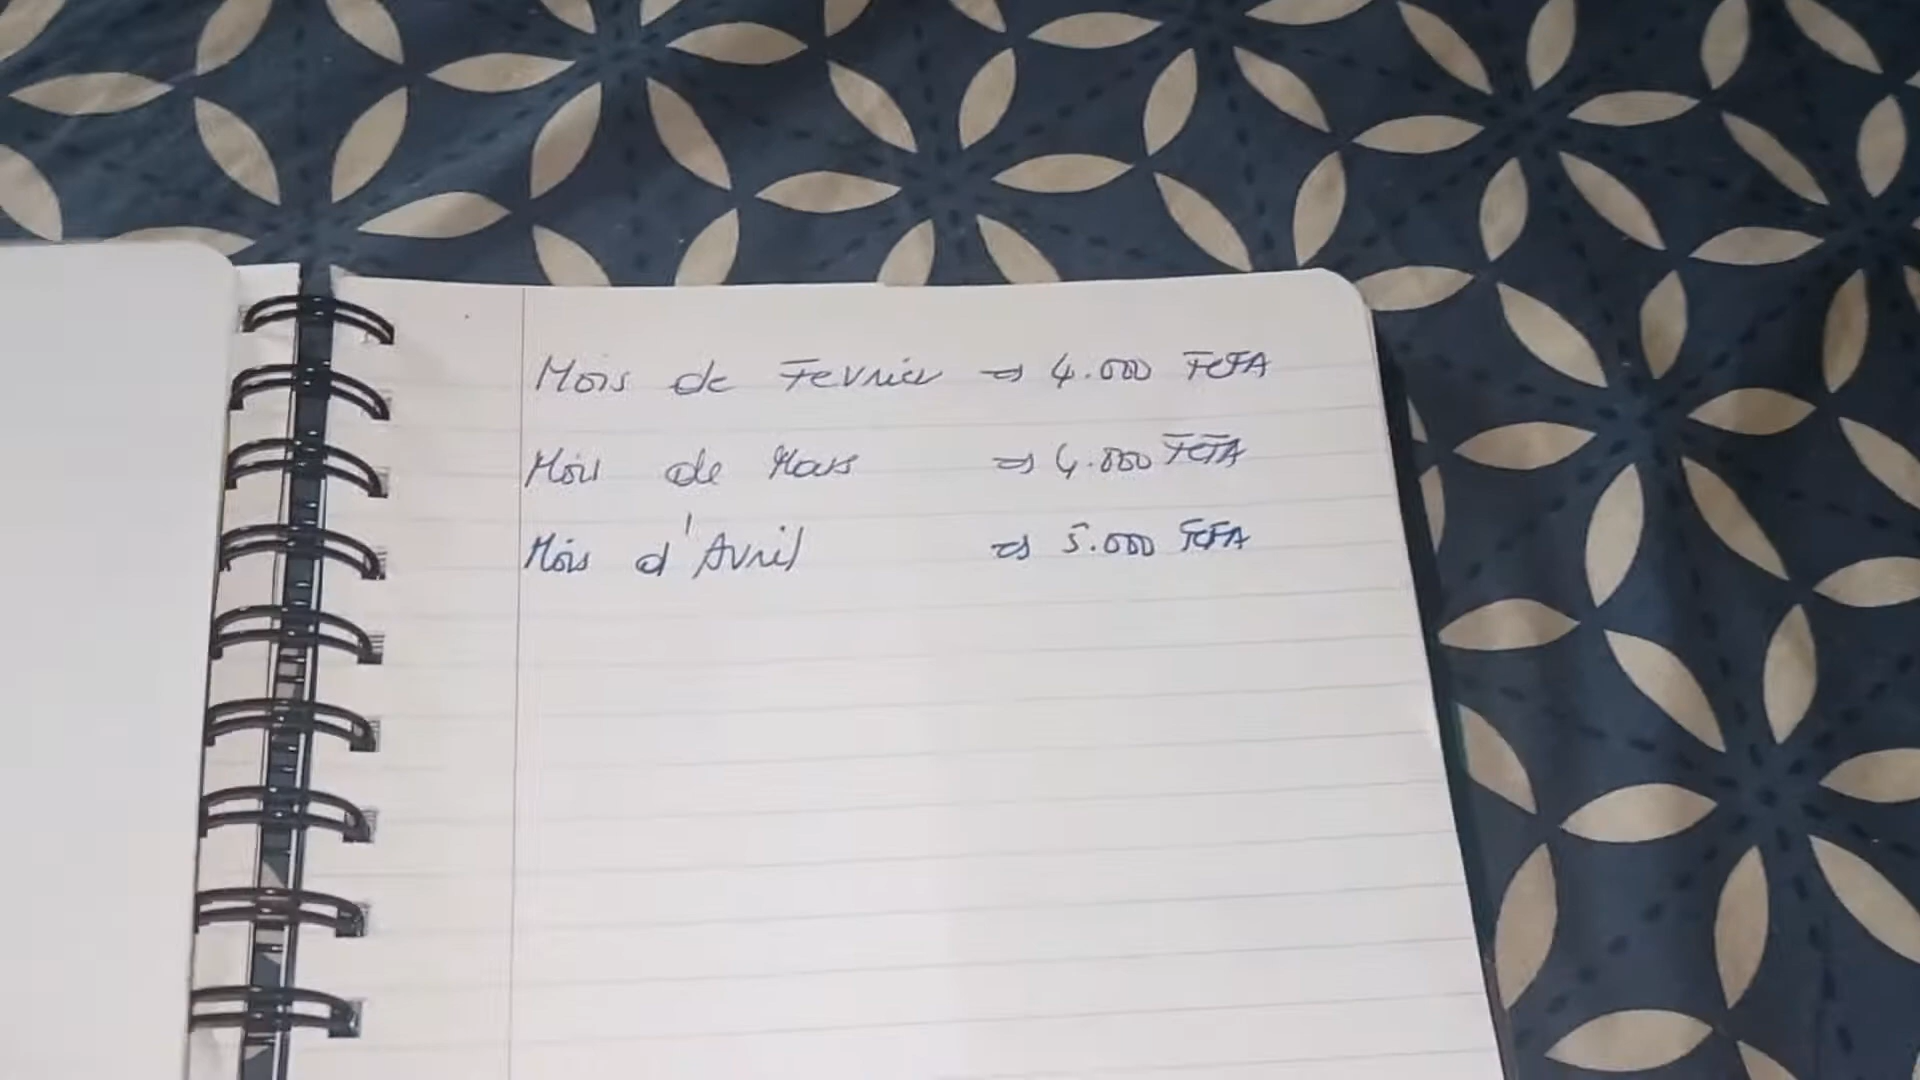 Mois de Fevrier => 4.000 FCFA
Mois de Mars => 4.000 FCFA
Mois d'Avril => 5.000 FCFA